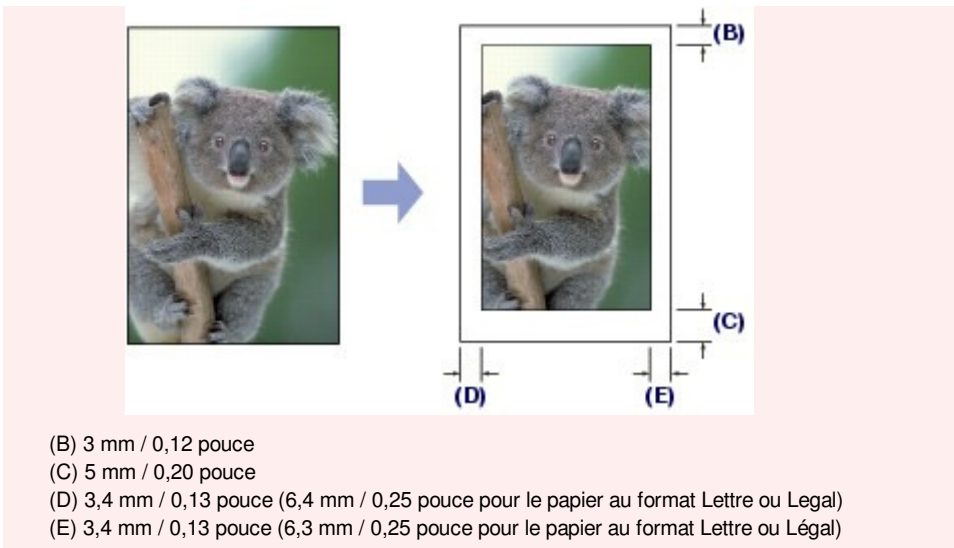 (B)
(C)
(D) (E)
(B) 3 mm / 0,12 pouce
(C) 5 mm / 0,20 pouce
(D) 3,4 mm / 0,13 pouce (6,4 mm / 0,25 pouce pour le papier au format Lettre ou Legal)
(E) 3,4 mm / 0,13 pouce (6,3 mm / 0,25 pouce pour le papier au format Lettre ou Légal)